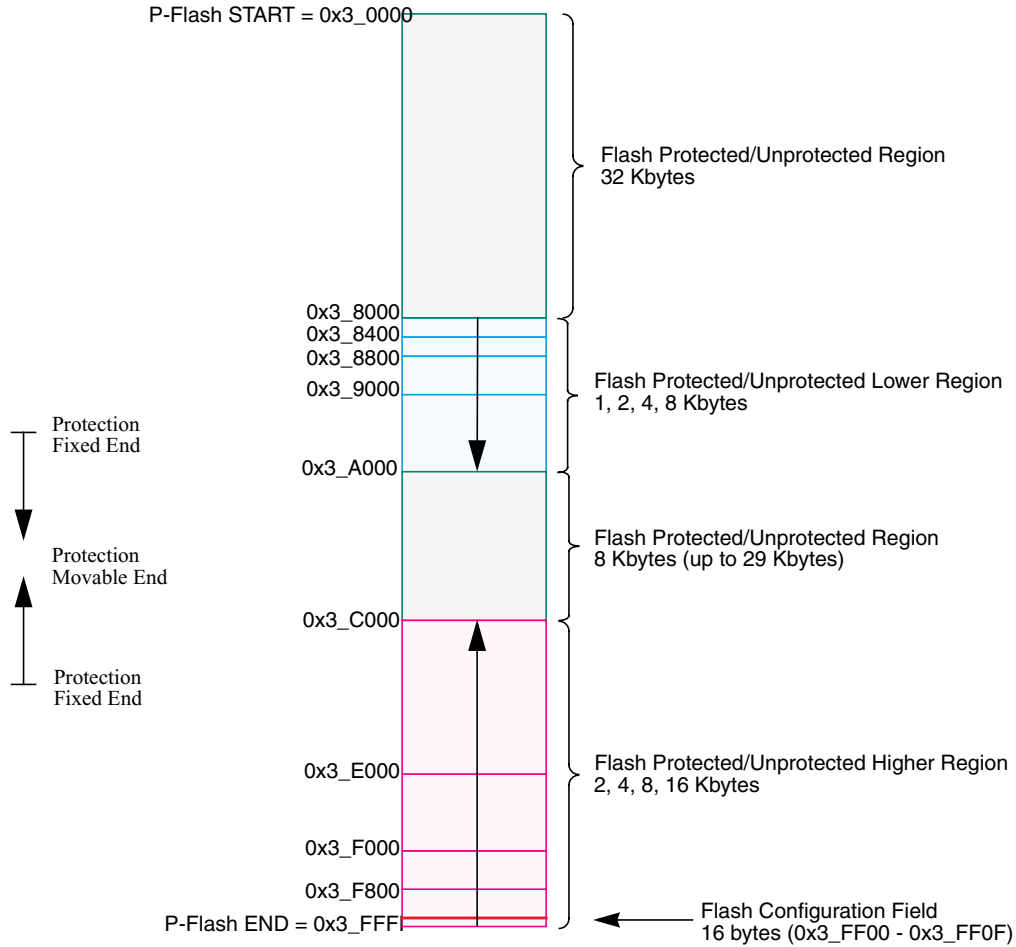 P-Flash START = 0x3_0000
Flash Protected/Unprotected Region
32 Kbytes
0x3_8000
0x3_8400
0x3_8800
0x3_9000
Flash Protected/Unprotected Lower Region
1, 2, 4, 8 Kbytes
Protection
Fixed End
0x3_A000
Flash Protected/Unprotected Region
8 Kbytes (up to 29 Kbytes)
Protection
Movable End
0x3_C000
Protection
Fixed End
Flash Protected/Unprotected Higher Region
2, 4, 8, 16 Kbytes
0x3_E000
0x3_F000
0x3_F800
P-Flash END = 0x3_FFF
Flash Configuration Field
16 bytes (0x3_FF00 - 0x3_FF0F)